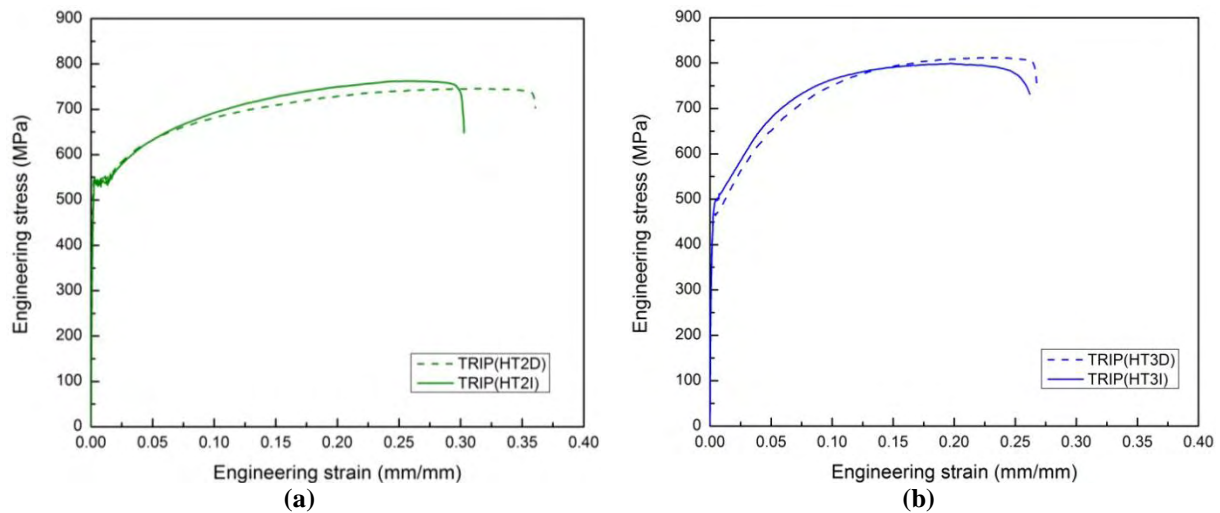 900
800
700
600
500
400
300
200
100
0
Engineering stress (MPa)
TRIP(HT2D)
TRIP(HT2I)
0.00 0.05 0.10 0.15 0.20 0.25 0.30 0.35 0.40
Engineering strain (mm/mm)
(a)
900
800
700
600
500
400
300
200
100
0
Engineering stress (MPa)
TRIP(HT3D)
TRIP(HT3I)
0.00 0.05 0.10 0.15 0.20 0.25 0.30 0.35 0.40
Engineering strain (mm/mm)
(b)